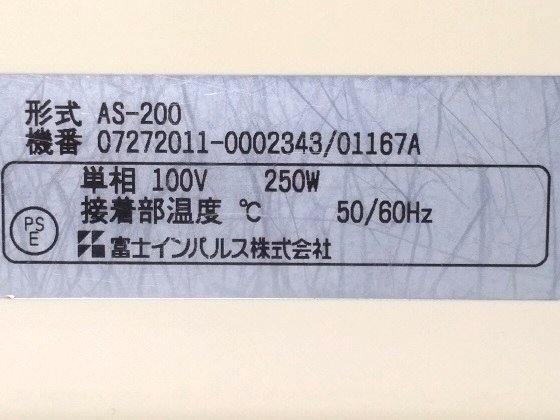 形式 AS-200
機番 07272011-0002343/01167A
単相 100V 250W
接着部温度 ℃ 50/60Hz
PS
E
富士インパルス株式会社